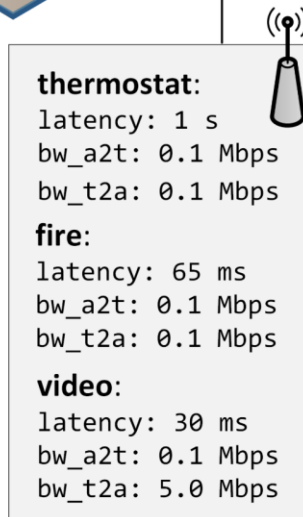 thermostat:
latency: 1 s
bw_a2t: 0.1 Mbps
bw_t2a: 0.1 Mbps
fire:
latency: 65 ms
bw_a2t: 0.1 Mbps
bw_t2a: 0.1 Mbps
video:
latency: 30 ms
bw_a2t: 0.1 Mbps
bw_t2a: 5.0 Mbps